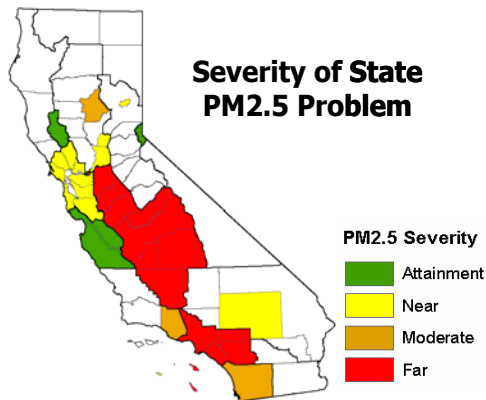 Severity of State
PM2.5 Problem
PM2.5 Severity
Attainment
Near
Moderate
Far